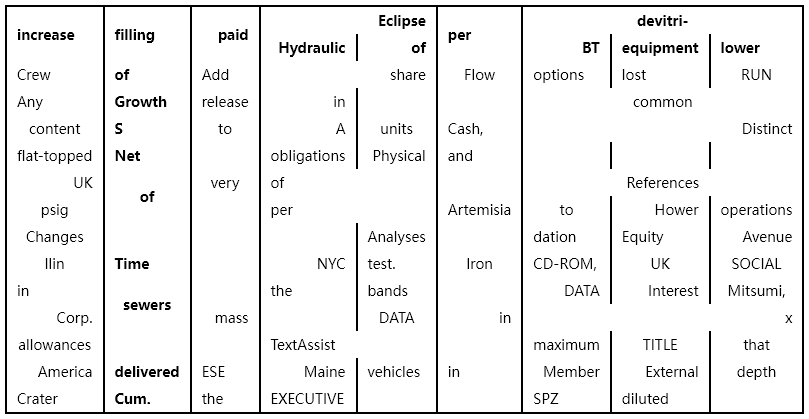 Eclipse devitri-
increase filling paid Hydraulic of per BT equipment- lower
Crew of Add share Flow options lost RUN
Any Growth release in common
content S to A units Cash, Distinct
flat-topped Net obligations Physical and
UK of very of References
psig per Artemisia to Hower operations
Changes Analyses dation Equity Avenue
Ilin Time NYC test. Iron CD-ROM, UK SOCIAL
in sewers the bands DATA Interest Mitsumi,
Corp. mass DATA in x
allowances TextAssist maximum TITLE that
America delivered ESE Maine vehicles in Member External depth
Crater Cum. the EXECUTIVE SPZ diluted